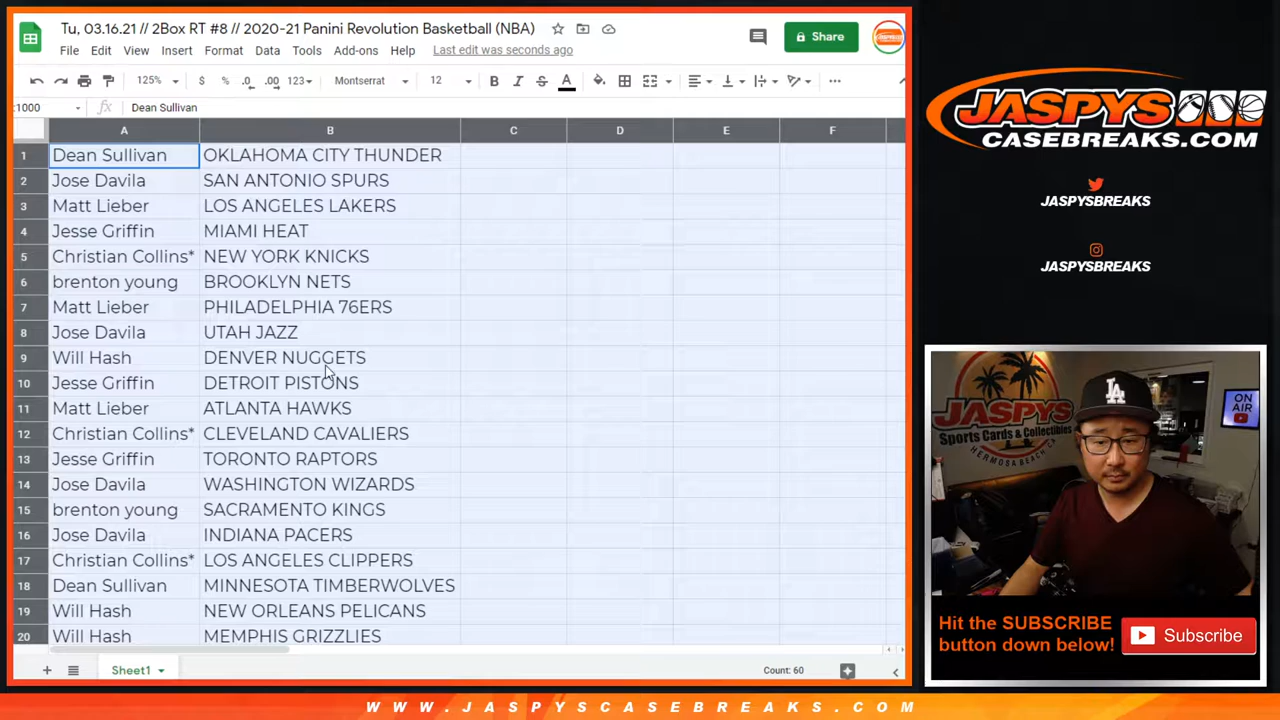 Tu, 03.16.21 // 2Box RT #8 // 2020-21 Panini Revolution Basketball (NBA)
File Edit View Insert Format Data Tools Add-ons Help Last edit was seconds ago
Share
125% $ % .0 .00 123 Montserrat 12 B I S A
:1000 fx Dean Sullivan
A B C D E F
1 Dean Sullivan OKLAHOMA CITY THUNDER
2 Jose Davila SAN ANTONIO SPURS
3 Matt Lieber LOS ANGELES LAKERS
4 Jesse Griffin MIAMI HEAT
5 Christian Collins* NEW YORK KNICKS
6 brenton young BROOKLYN NETS
7 Matt Lieber PHILADELPHIA 76ERS
8 Jose Davila UTAH JAZZ
9 Will Hash DENVER NUGGETS
10 Jesse Griffin DETROIT PISTONS
11 Matt Lieber ATLANTA HAWKS
12 Christian Collins* CLEVELAND CAVALIERS
13 Jesse Griffin TORONTO RAPTORS
14 Jose Davila WASHINGTON WIZARDS
15 brenton young SACRAMENTO KINGS
16 Jose Davila INDIANA PACERS
17 Christian Collins* LOS ANGELES CLIPPERS
18 Dean Sullivan MINNESOTA TIMBERWOLVES
19 Will Hash NEW ORLEANS PELICANS
20 Will Hash MEMPHIS GRIZZLIES
Sheet1
Count: 60
JASPYS
CASEBREAKS.COM
JASPYSBREAKS
JASPYSBREAKS
JASPYS
Sports Cards & Collectibles
HERMOSA BEACH
LA
ON
AIR
Hit the SUBSCRIBE
button down below!
Subscribe
WWW.JASPYSCASEBREAKS.COM